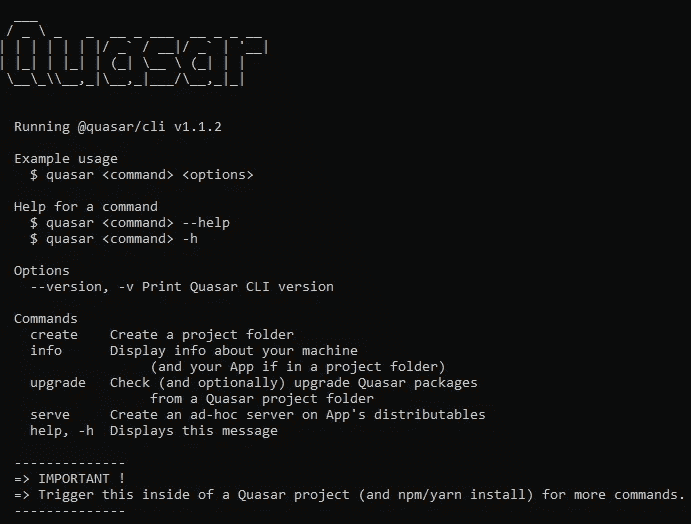 Quasar
Running @quasar/cli v1.1.2
Example usage
$ quasar <command> <options>
Help for a command
$ quasar <command> --help
$ quasar <command> -h
Options
--version, -v Print Quasar CLI version
Commands
create    Create a project folder
info      Display info about your machine
(and your App if in a project folder)
upgrade   Check (and optionally) upgrade Quasar packages
from a Quasar project folder
serve     Create an ad-hoc server on App's distributables
help, -h  Displays this message
--------------
=> IMPORTANT !
=> Trigger this inside of a Quasar project (and npm/yarn install) for more commands.
--------------